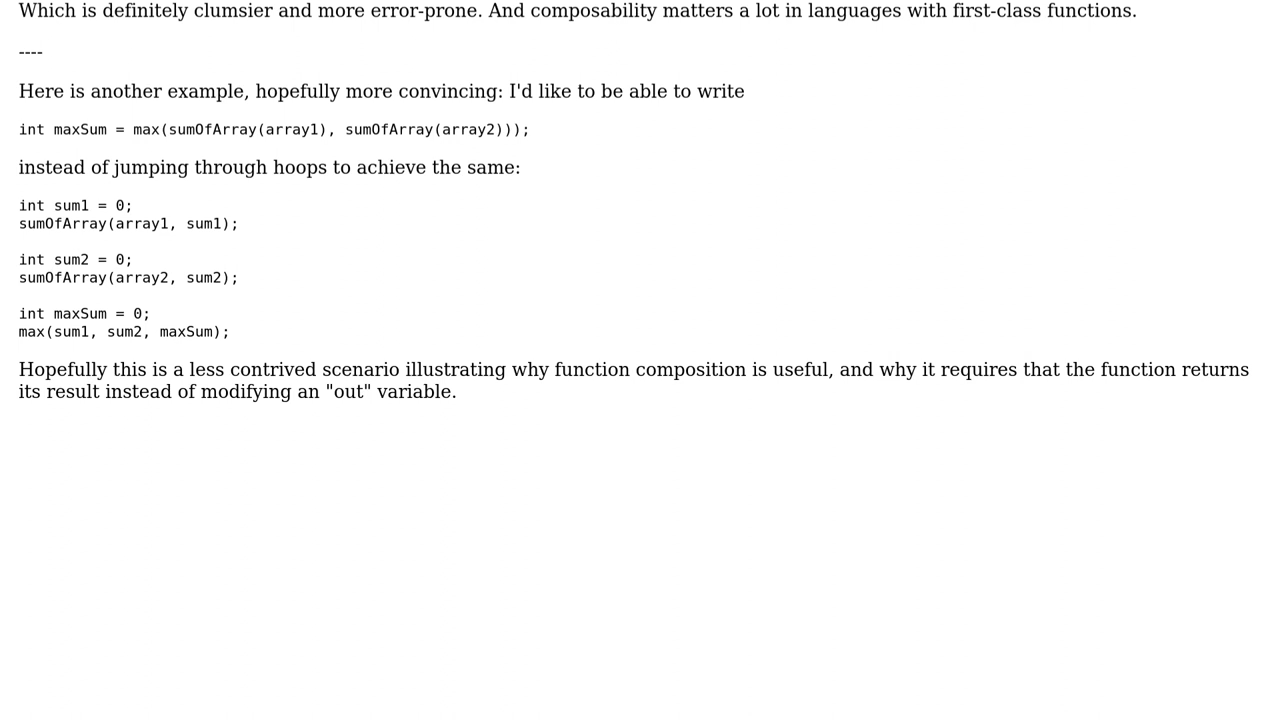 Which is definitely clumsier and more error-prone. And composability matters a lot in languages with first-class functions.
----
Here is another example, hopefully more convincing: I'd like to be able to write
int maxSum = max(sumOfArray(array1), sumOfArray(array2)));
instead of jumping through hoops to achieve the same:
int sum1 = 0;
sumOfArray(array1, sum1);
int sum2 = 0;
sumOfArray(array2, sum2);
int maxSum = 0;
max(sum1, sum2, maxSum);
Hopefully this is a less contrived scenario illustrating why function composition is useful, and why it requires that the function returns
its result instead of modifying an "out" variable.